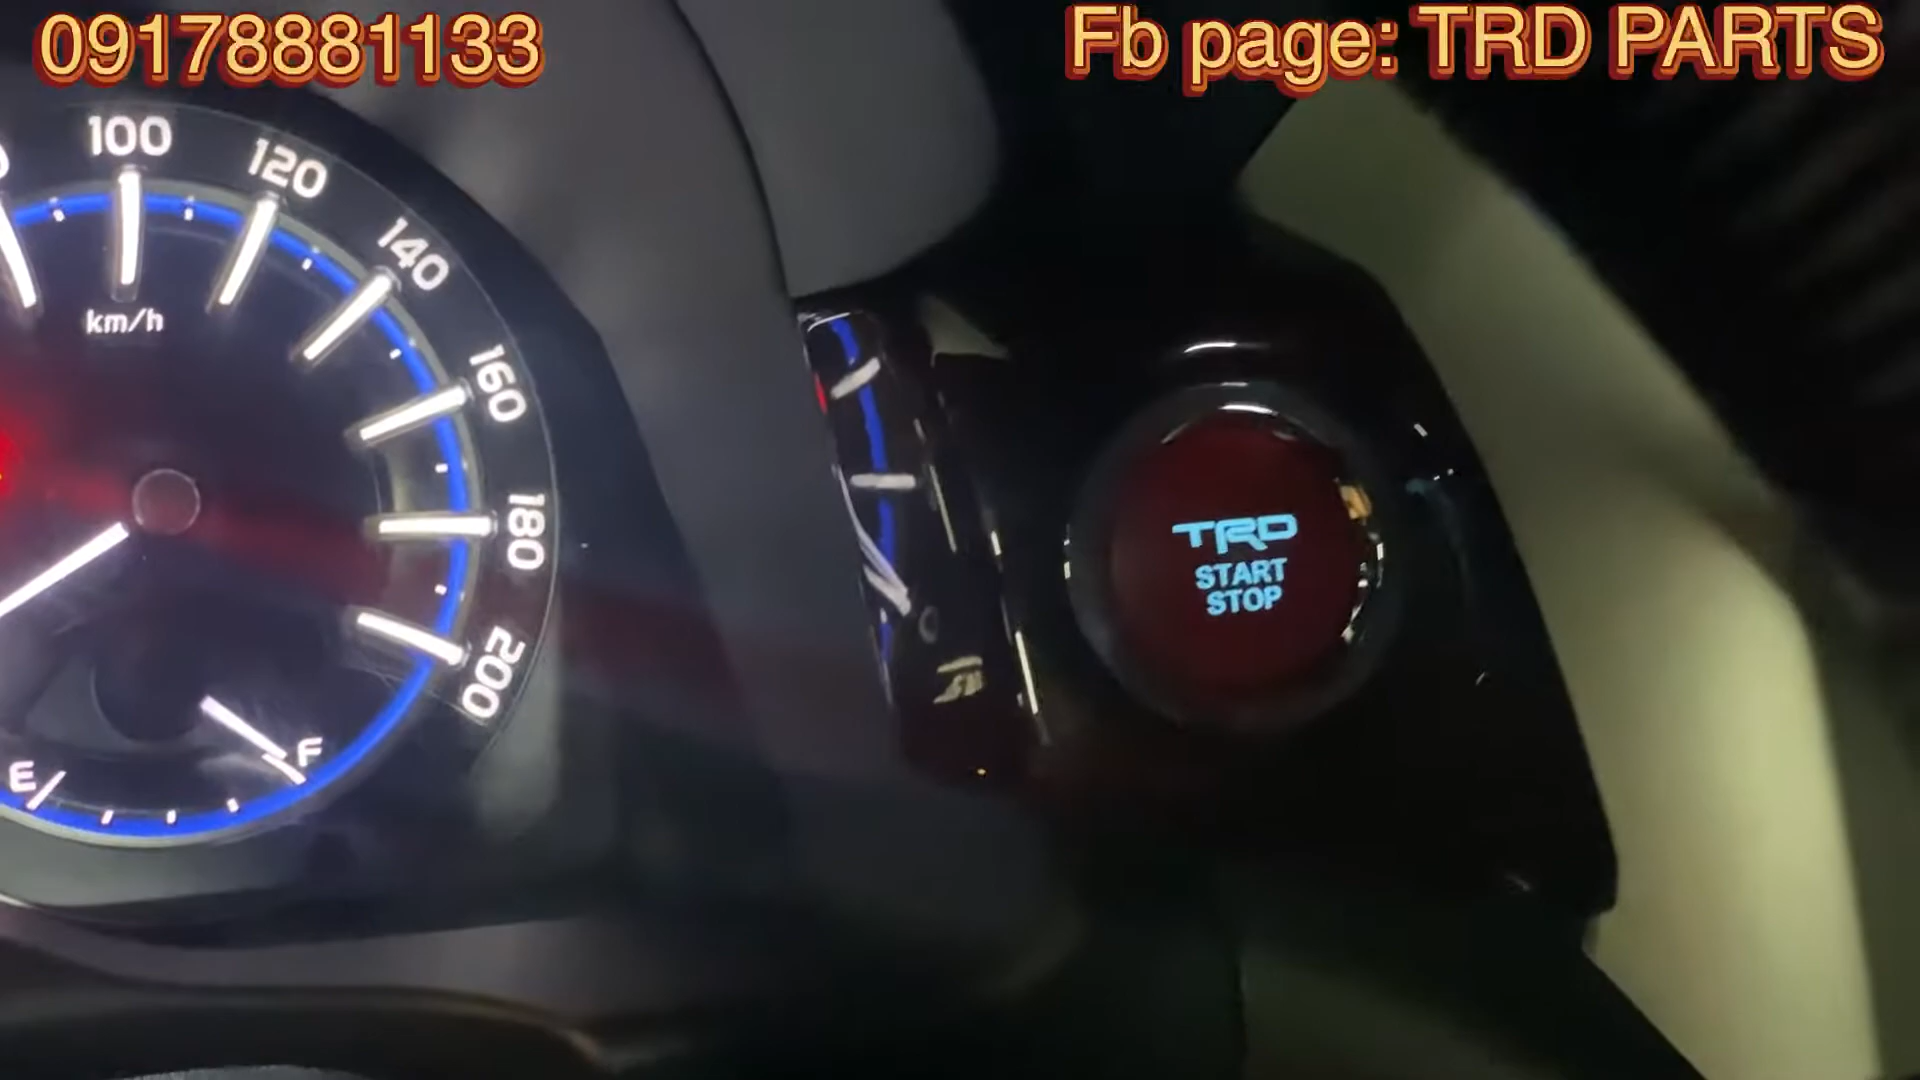 09178881133
Fb page: TRD PARTS
100
120
140
km/h
160
180
TRD
START
STOP
200
F
E